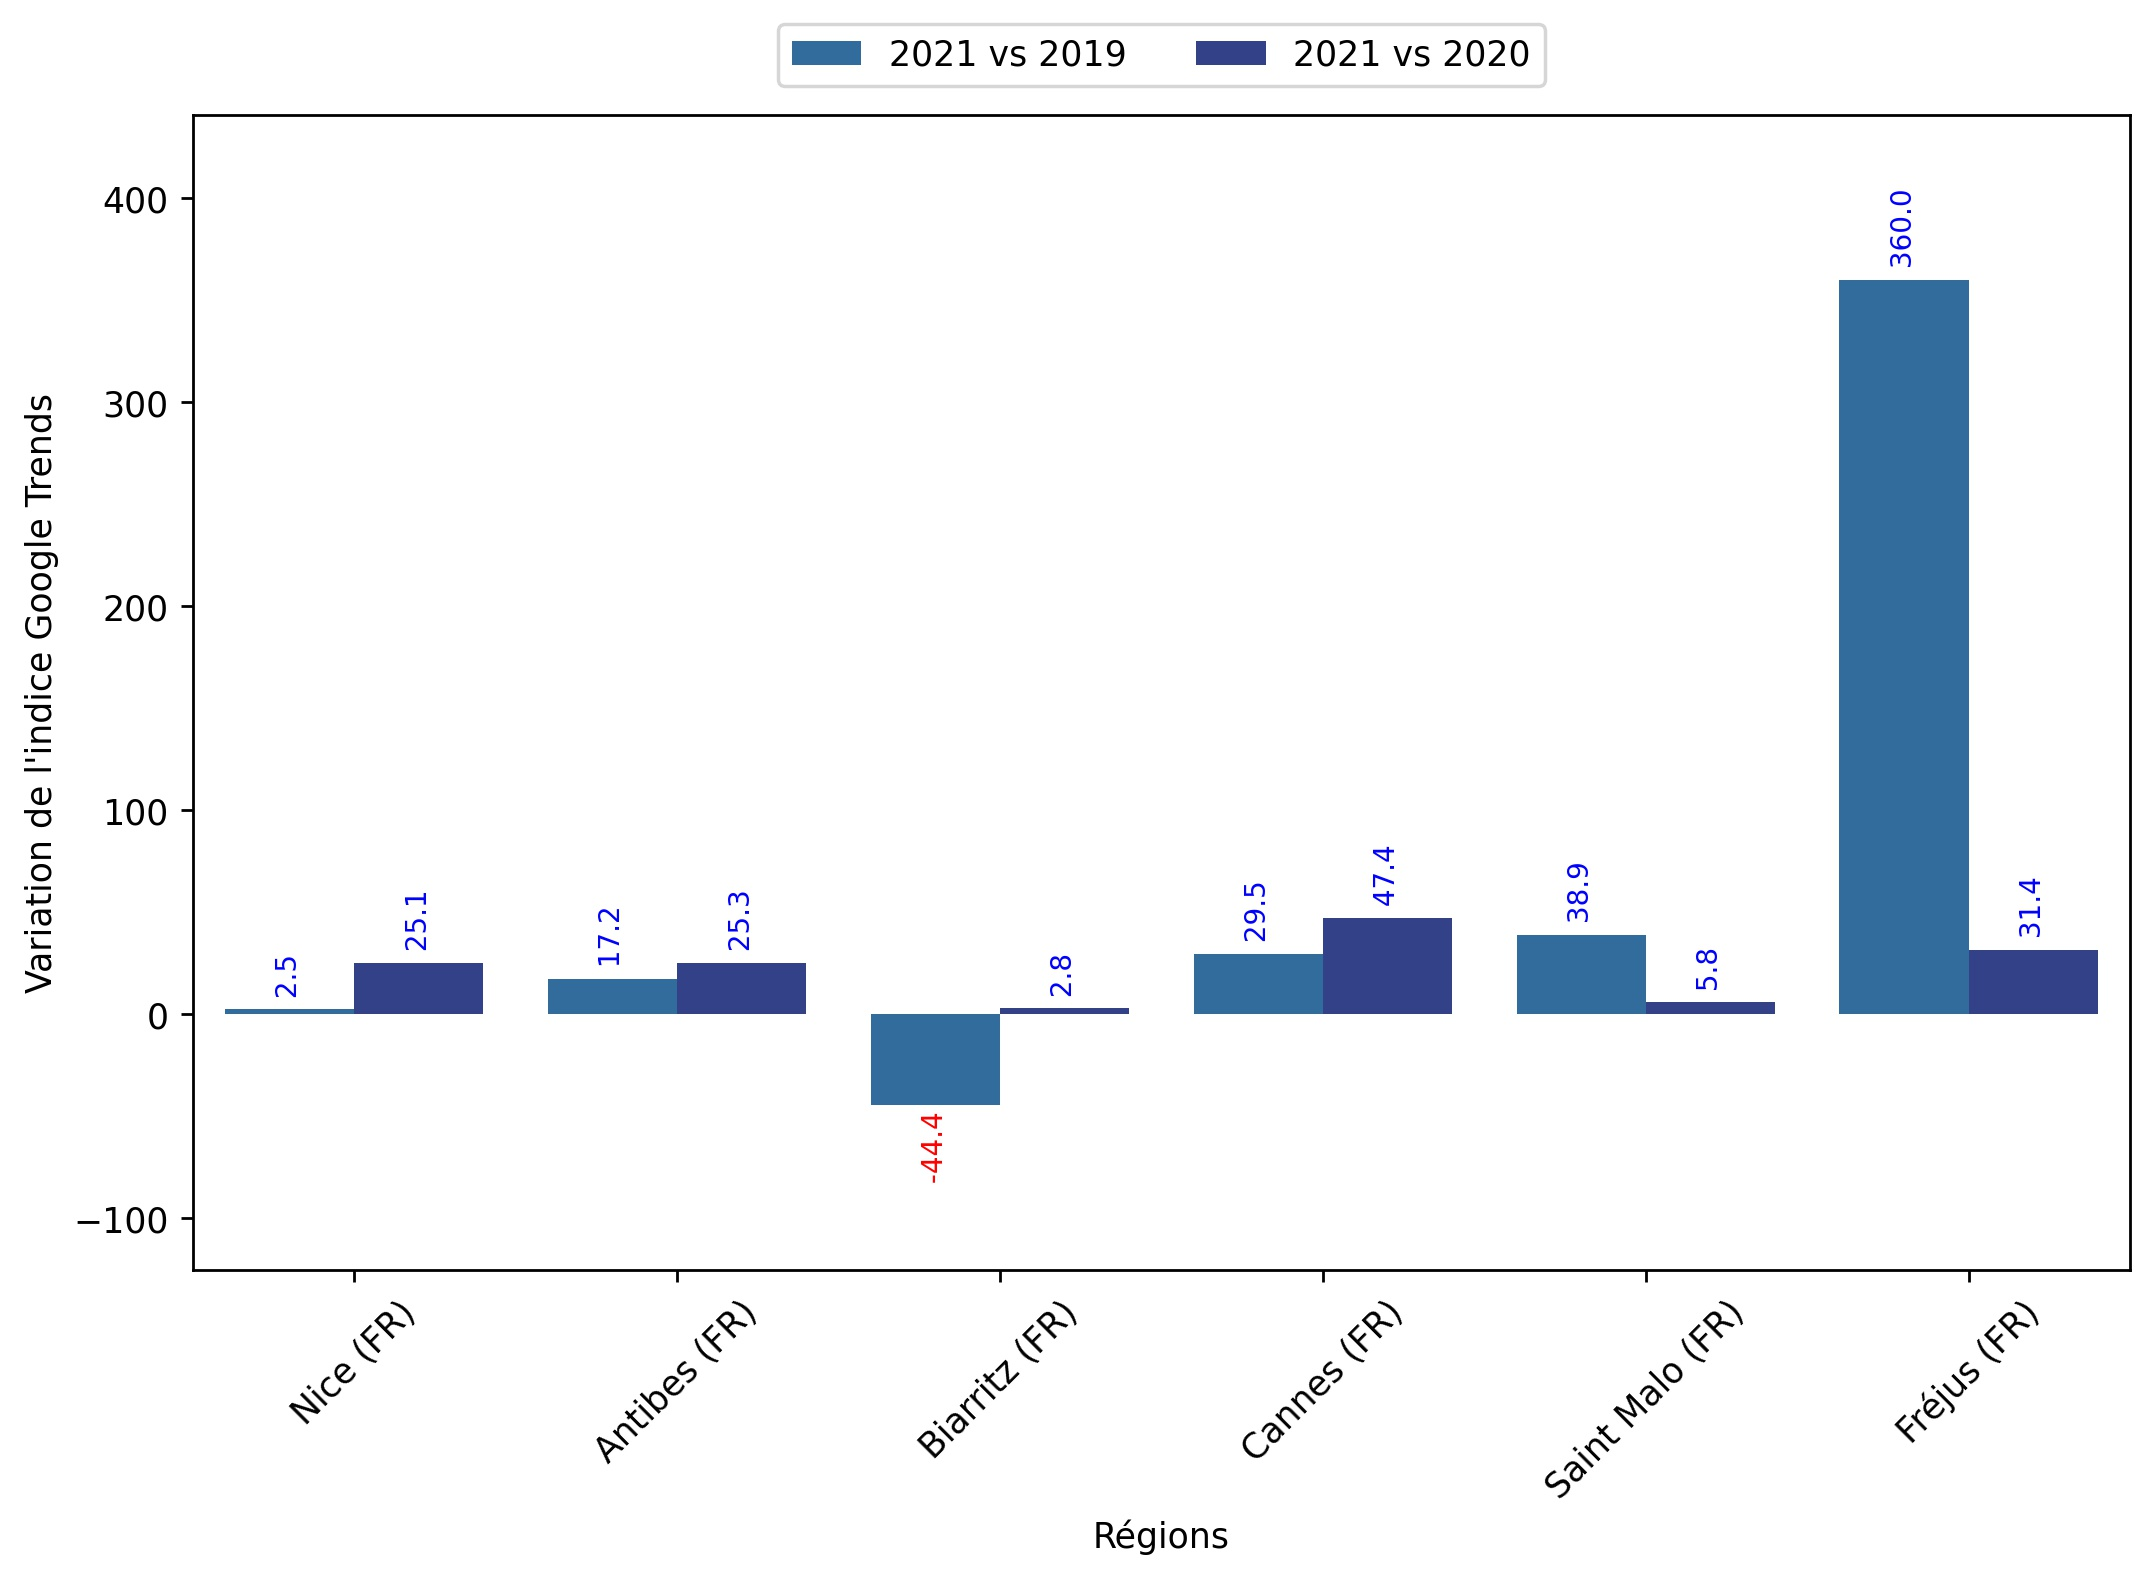 2021 vs 2019
2021 vs 2020
Variation de l'indice Google Trends
400
300
200
100
0
−100
2.5
25.1
17.2
25.3
-44.4
2.8
29.5
47.4
38.9
5.8
360.0
31.4
Nice (FR)
Antibes (FR)
Biarritz (FR)
Cannes (FR)
Saint Malo (FR)
Fréjus (FR)
Régions